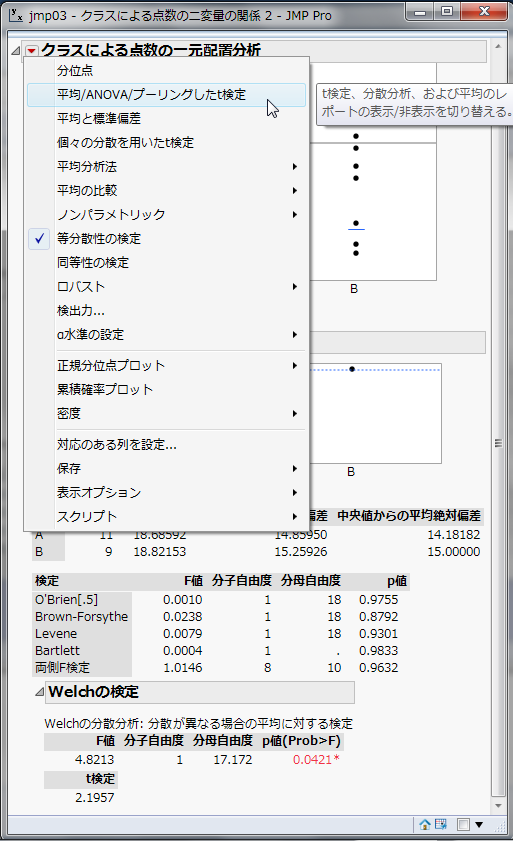 jmp03 - クラスによる点数の二変量の関係 2 - JMP Pro
クラスによる点数の一元配置分析
分位点
平均/ANOVA/プーリングしたt検定
t検定、分散分析、および平均のレ
ポートの表示/非表示を切り替える。
平均と標準偏差
個々の分散を用いたt検定
平均分析法
平均の比較
ノンパラメトリック
等分散性の検定
同等性の検定
ロバスト
検出力...
α水準の設定
正規分位点プロット
累積確率プロット
密度
対応のある列を設定...
保存
表示オプション
スクリプト
B
B
偏差 中央値からの平均絶対偏差
A 11 18.68592 14.85950 14.18182
B 9 18.82153 15.25926 15.00000
検定 F値 分子自由度 分母自由度 p値
O'Brien[.5] 0.0010 1 18 0.9755
Brown-Forsythe 0.0238 1 18 0.8792
Levene 0.0079 1 18 0.9301
Bartlett 0.0004 1 . 0.9833
両側F検定 1.0146 8 10 0.9632
Welchの検定
Welchの分散分析: 分散が異なる場合の平均に対する検定
F値 分子自由度 分母自由度 p値(Prob>F)
4.8213 1 17.172 0.0421*
t検定
2.1957